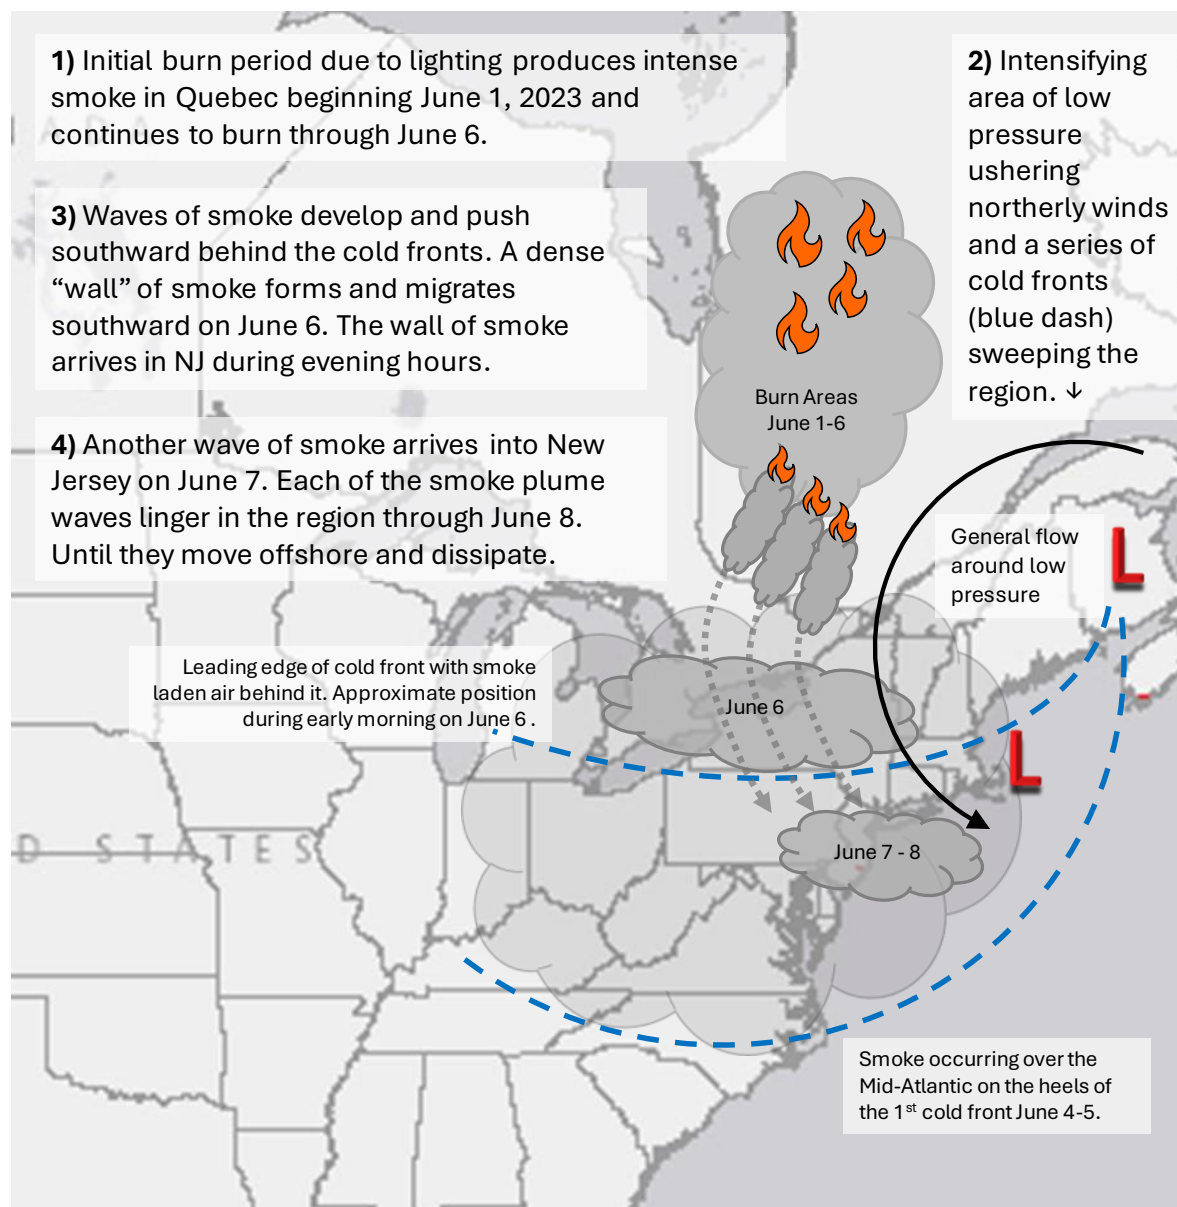 1) Initial burn period due to lighting produces intense
smoke in Quebec beginning June 1, 2023 and
continues to burn through June 6.
2) Intensifying
area of low
pressure
ushering
northerly winds
and a series of
cold fronts
(blue dash)
sweeping the
region. ↓
3) Waves of smoke develop and push
southward behind the cold fronts. A dense
“wall” of smoke forms and migrates
southward on June 6. The wall of smoke
arrives in NJ during evening hours.
4) Another wave of smoke arrives into New
Jersey on June 7. Each of the smoke plume
waves linger in the region through June 8.
Until they move offshore and dissipate.
Burn Areas
June 1-6
General flow
around low
pressure
L
Leading edge of cold front with smoke
laden air behind it. Approximate position
during early morning on June 6 .
June 6
L
D STATES
June 7 - 8
Smoke occurring over the
Mid-Atlantic on the heels of
the 1st cold front June 4-5.